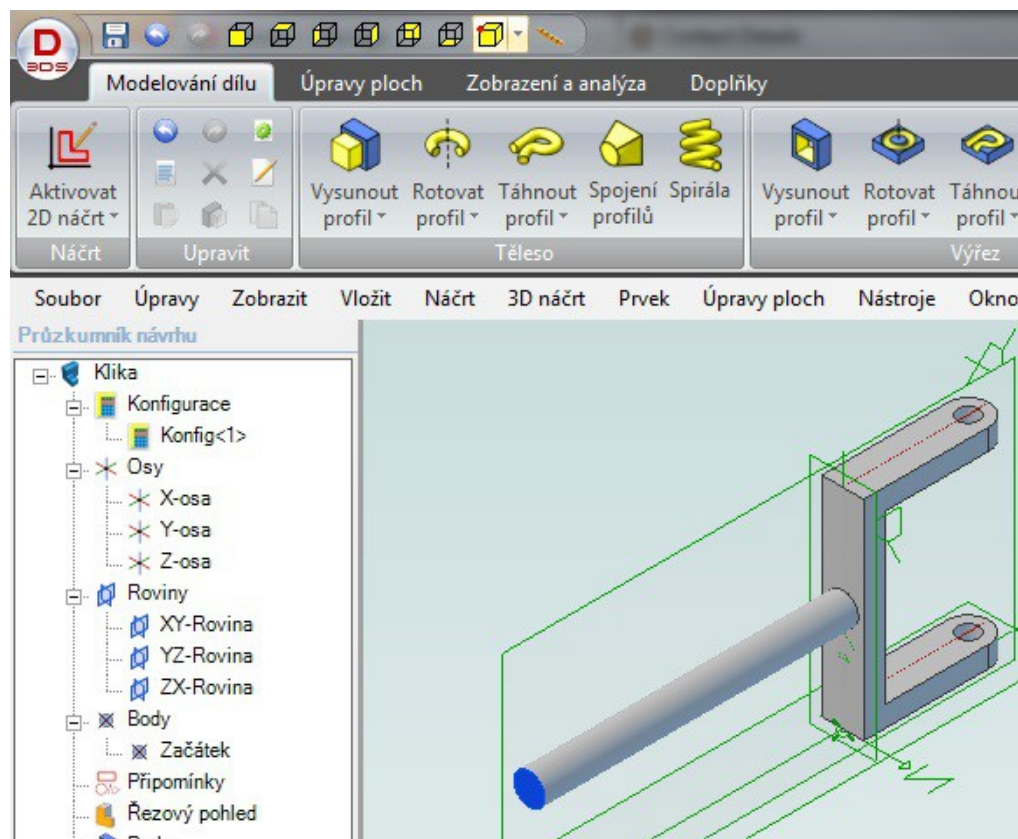 D
3DS
Modelování dílu Úpravy ploch Zobrazení a analýza Doplňky
Aktivovat
2D náčrt
Vysunout
profil
Rotovat
profil
Táhnout
profil
Spojení
profilů
Spirála
Vysunout
profil
Rotovat
profil
Táhnou
profil
Náčrt Upravit Těleso Výřez
Soubor Úpravy Zobrazit Vložit Náčrt 3D náčrt Prvek Úpravy ploch Nástroje Okno
Průzkumník návrhu
Klika
Konfigurace
Konfig<1>
Osy
X-osa
Y-osa
Z-osa
Roviny
XY-Rovina
YZ-Rovina
ZX-Rovina
Body
Začátek
Připomínky
Řezový pohled